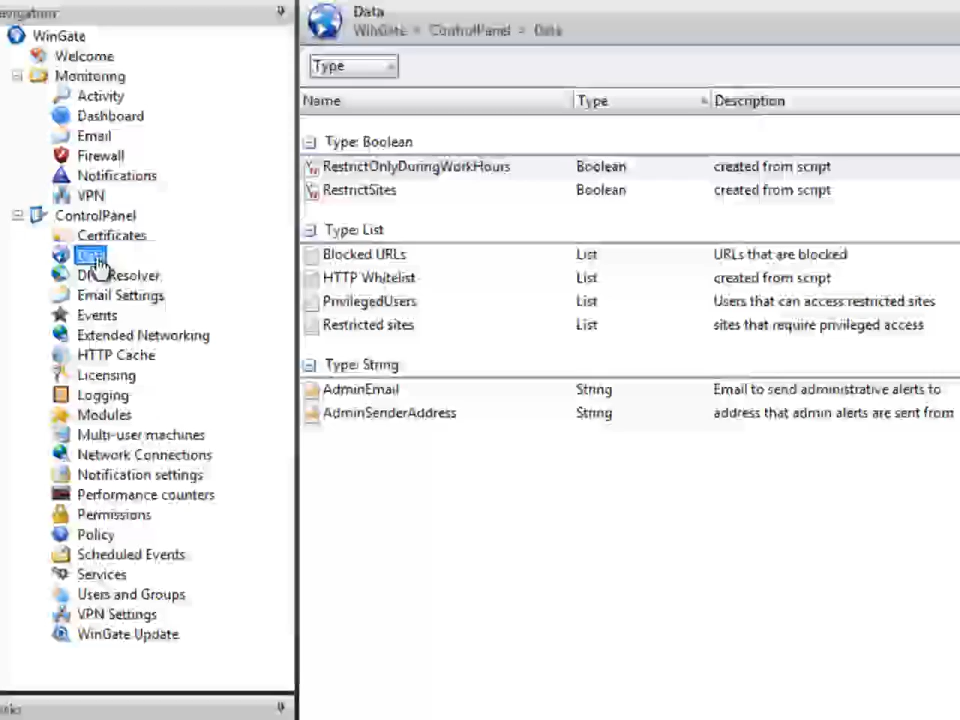 WinGate
Welcome
Monitoring
Activity
Dashboard
Email
Firewall
Notifications
VPN
ControlPanel
Certificates
Resolver
Email Settings
Events
Extended Networking
HTTP Cache
Licensing
Logging
Modules
Multi-user machines
Network Connections
Notification settings
Performance counters
Permissions
Policy
Scheduled Events
Services
Users and Groups
VPN Settings
WinGate Update
Data
WinGate > ControlPanel > Data
Type
Name Type Description
Type: Boolean
RestrictOnlyDuringWorkHours Boolean created from script
RestrictSites Boolean created from script
Type: List
Blocked URLs List URLs that are blocked
HTTP Whitelist List created from script
PrivilegedUsers List Users that can access restricted sites
Restricted sites List sites that require privileged access
Type: String
AdminEmail String Email to send administrative alerts to
AdminSenderAddress String address that admin alerts are sent from